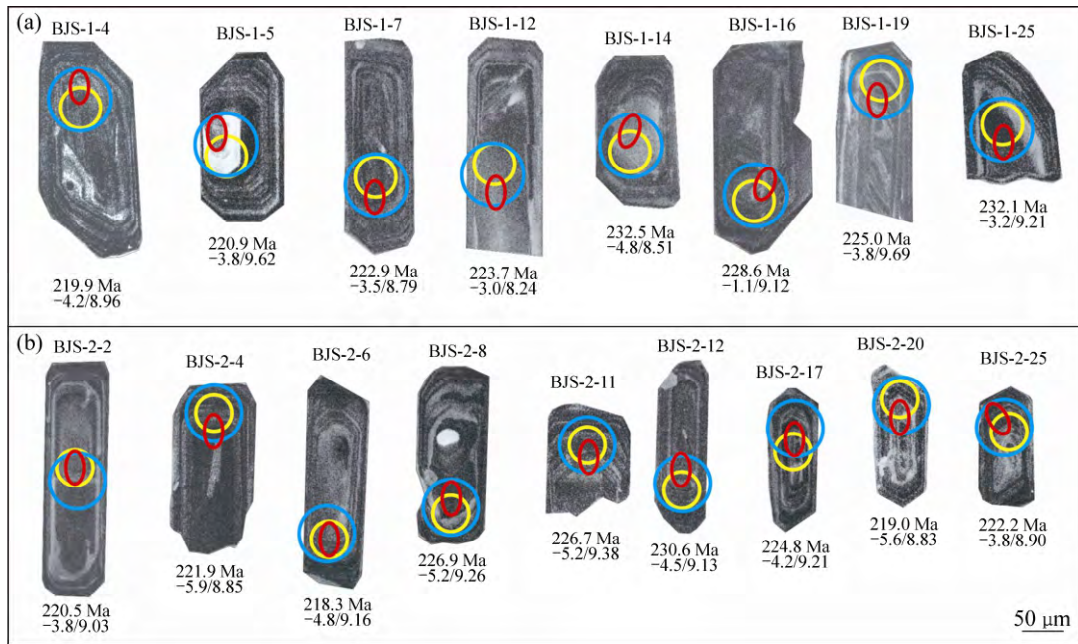 (a)
BJS-1-4
BJS-1-5
BJS-1-7
BJS-1-12
BJS-1-14
BJS-1-16
BJS-1-19
BJS-1-25
219.9 Ma
−4.2/8.96
220.9 Ma
−3.8/9.62
222.9 Ma
−3.5/8.79
223.7 Ma
−3.0/8.24
232.5 Ma
−4.8/8.51
228.6 Ma
−1.1/9.12
225.0 Ma
−3.8/9.69
232.1 Ma
−3.2/9.21
(b)
BJS-2-2
BJS-2-4
BJS-2-6
BJS-2-8
BJS-2-11
BJS-2-12
BJS-2-17
BJS-2-20
BJS-2-25
220.5 Ma
−3.8/9.03
221.9 Ma
−5.9/8.85
218.3 Ma
−4.8/9.16
226.9 Ma
−5.2/9.26
226.7 Ma
−5.2/9.38
230.6 Ma
−4.5/9.13
224.8 Ma
−4.2/9.21
219.0 Ma
−5.6/8.83
222.2 Ma
−3.8/8.90
50 μm